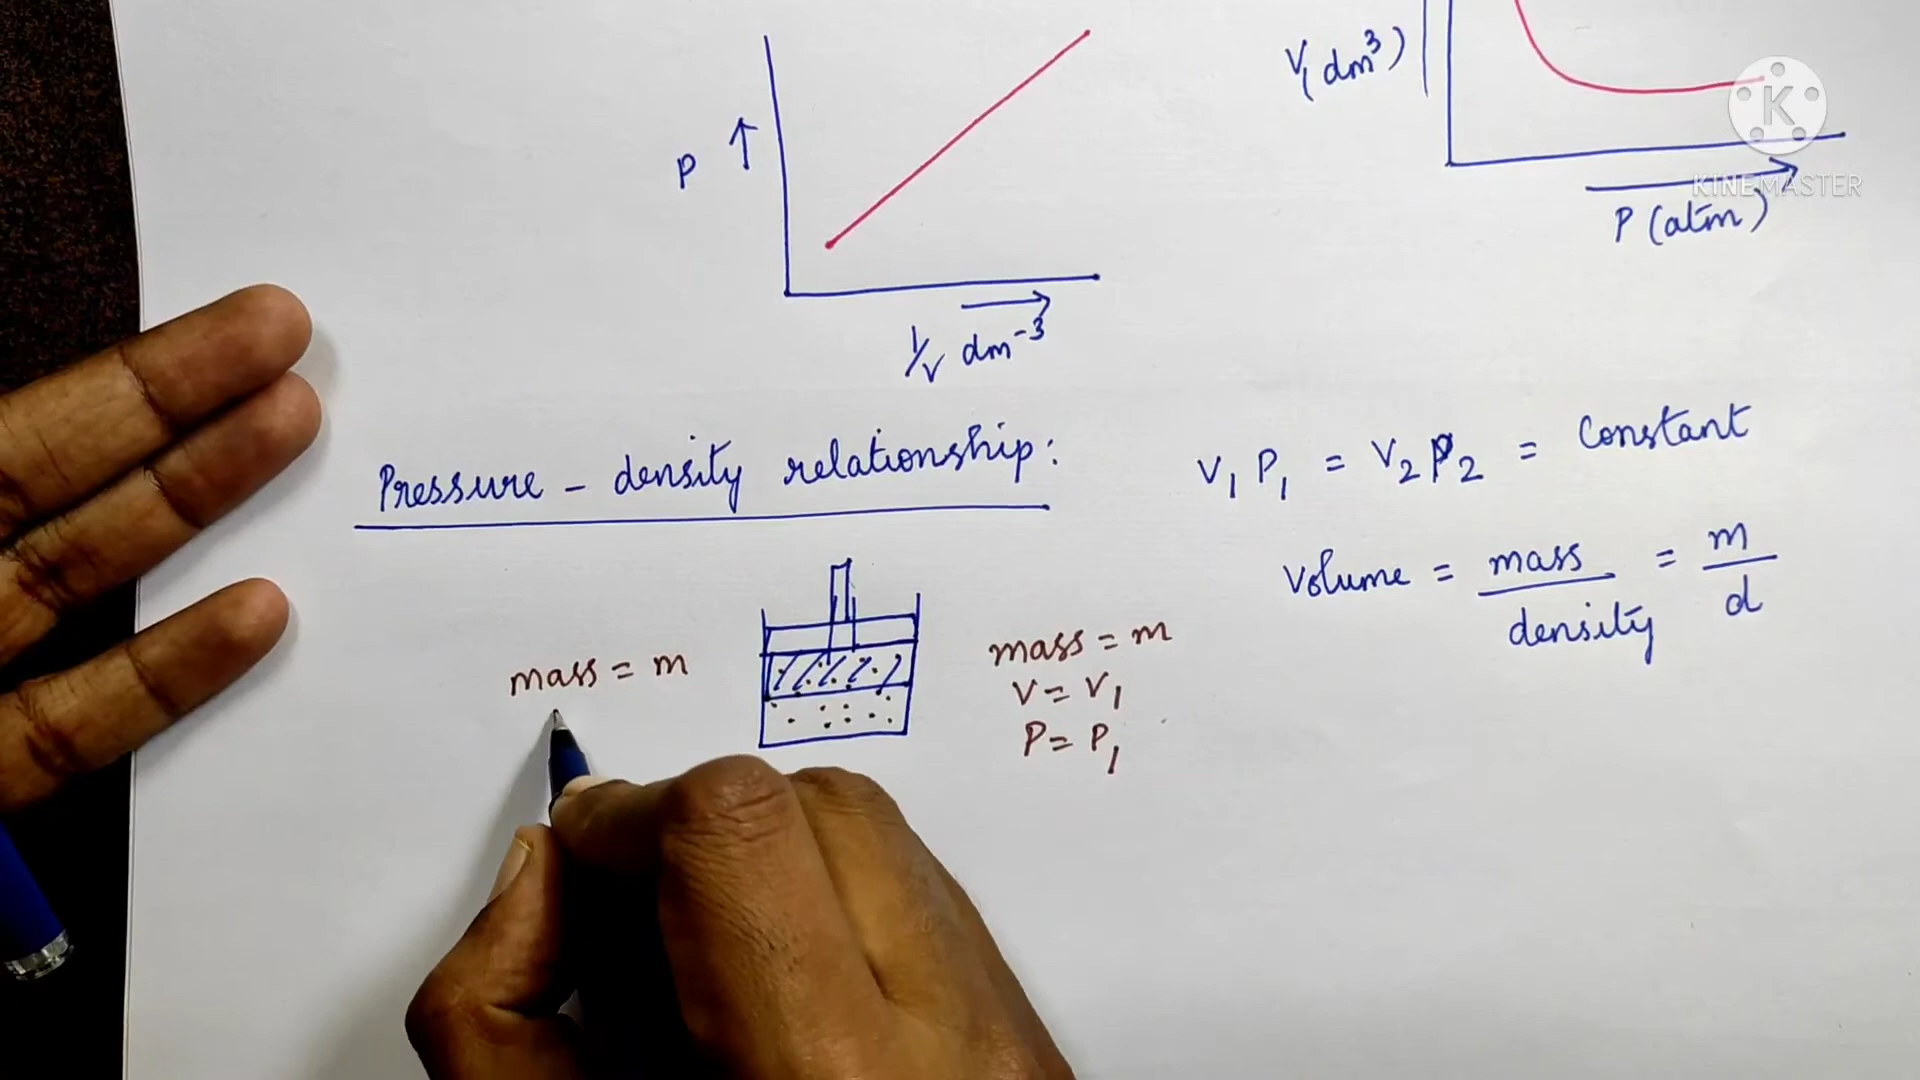 P ↑
1/V dm⁻³
V, (dm³)
P (atm)
K
KINEMASTER
Pressure - density relationship:
V₁ P₁ = V₂ P₂ = Constant
Volume = mass/density = m/d
mass = m
mass = m
V = V₁
P = P₁